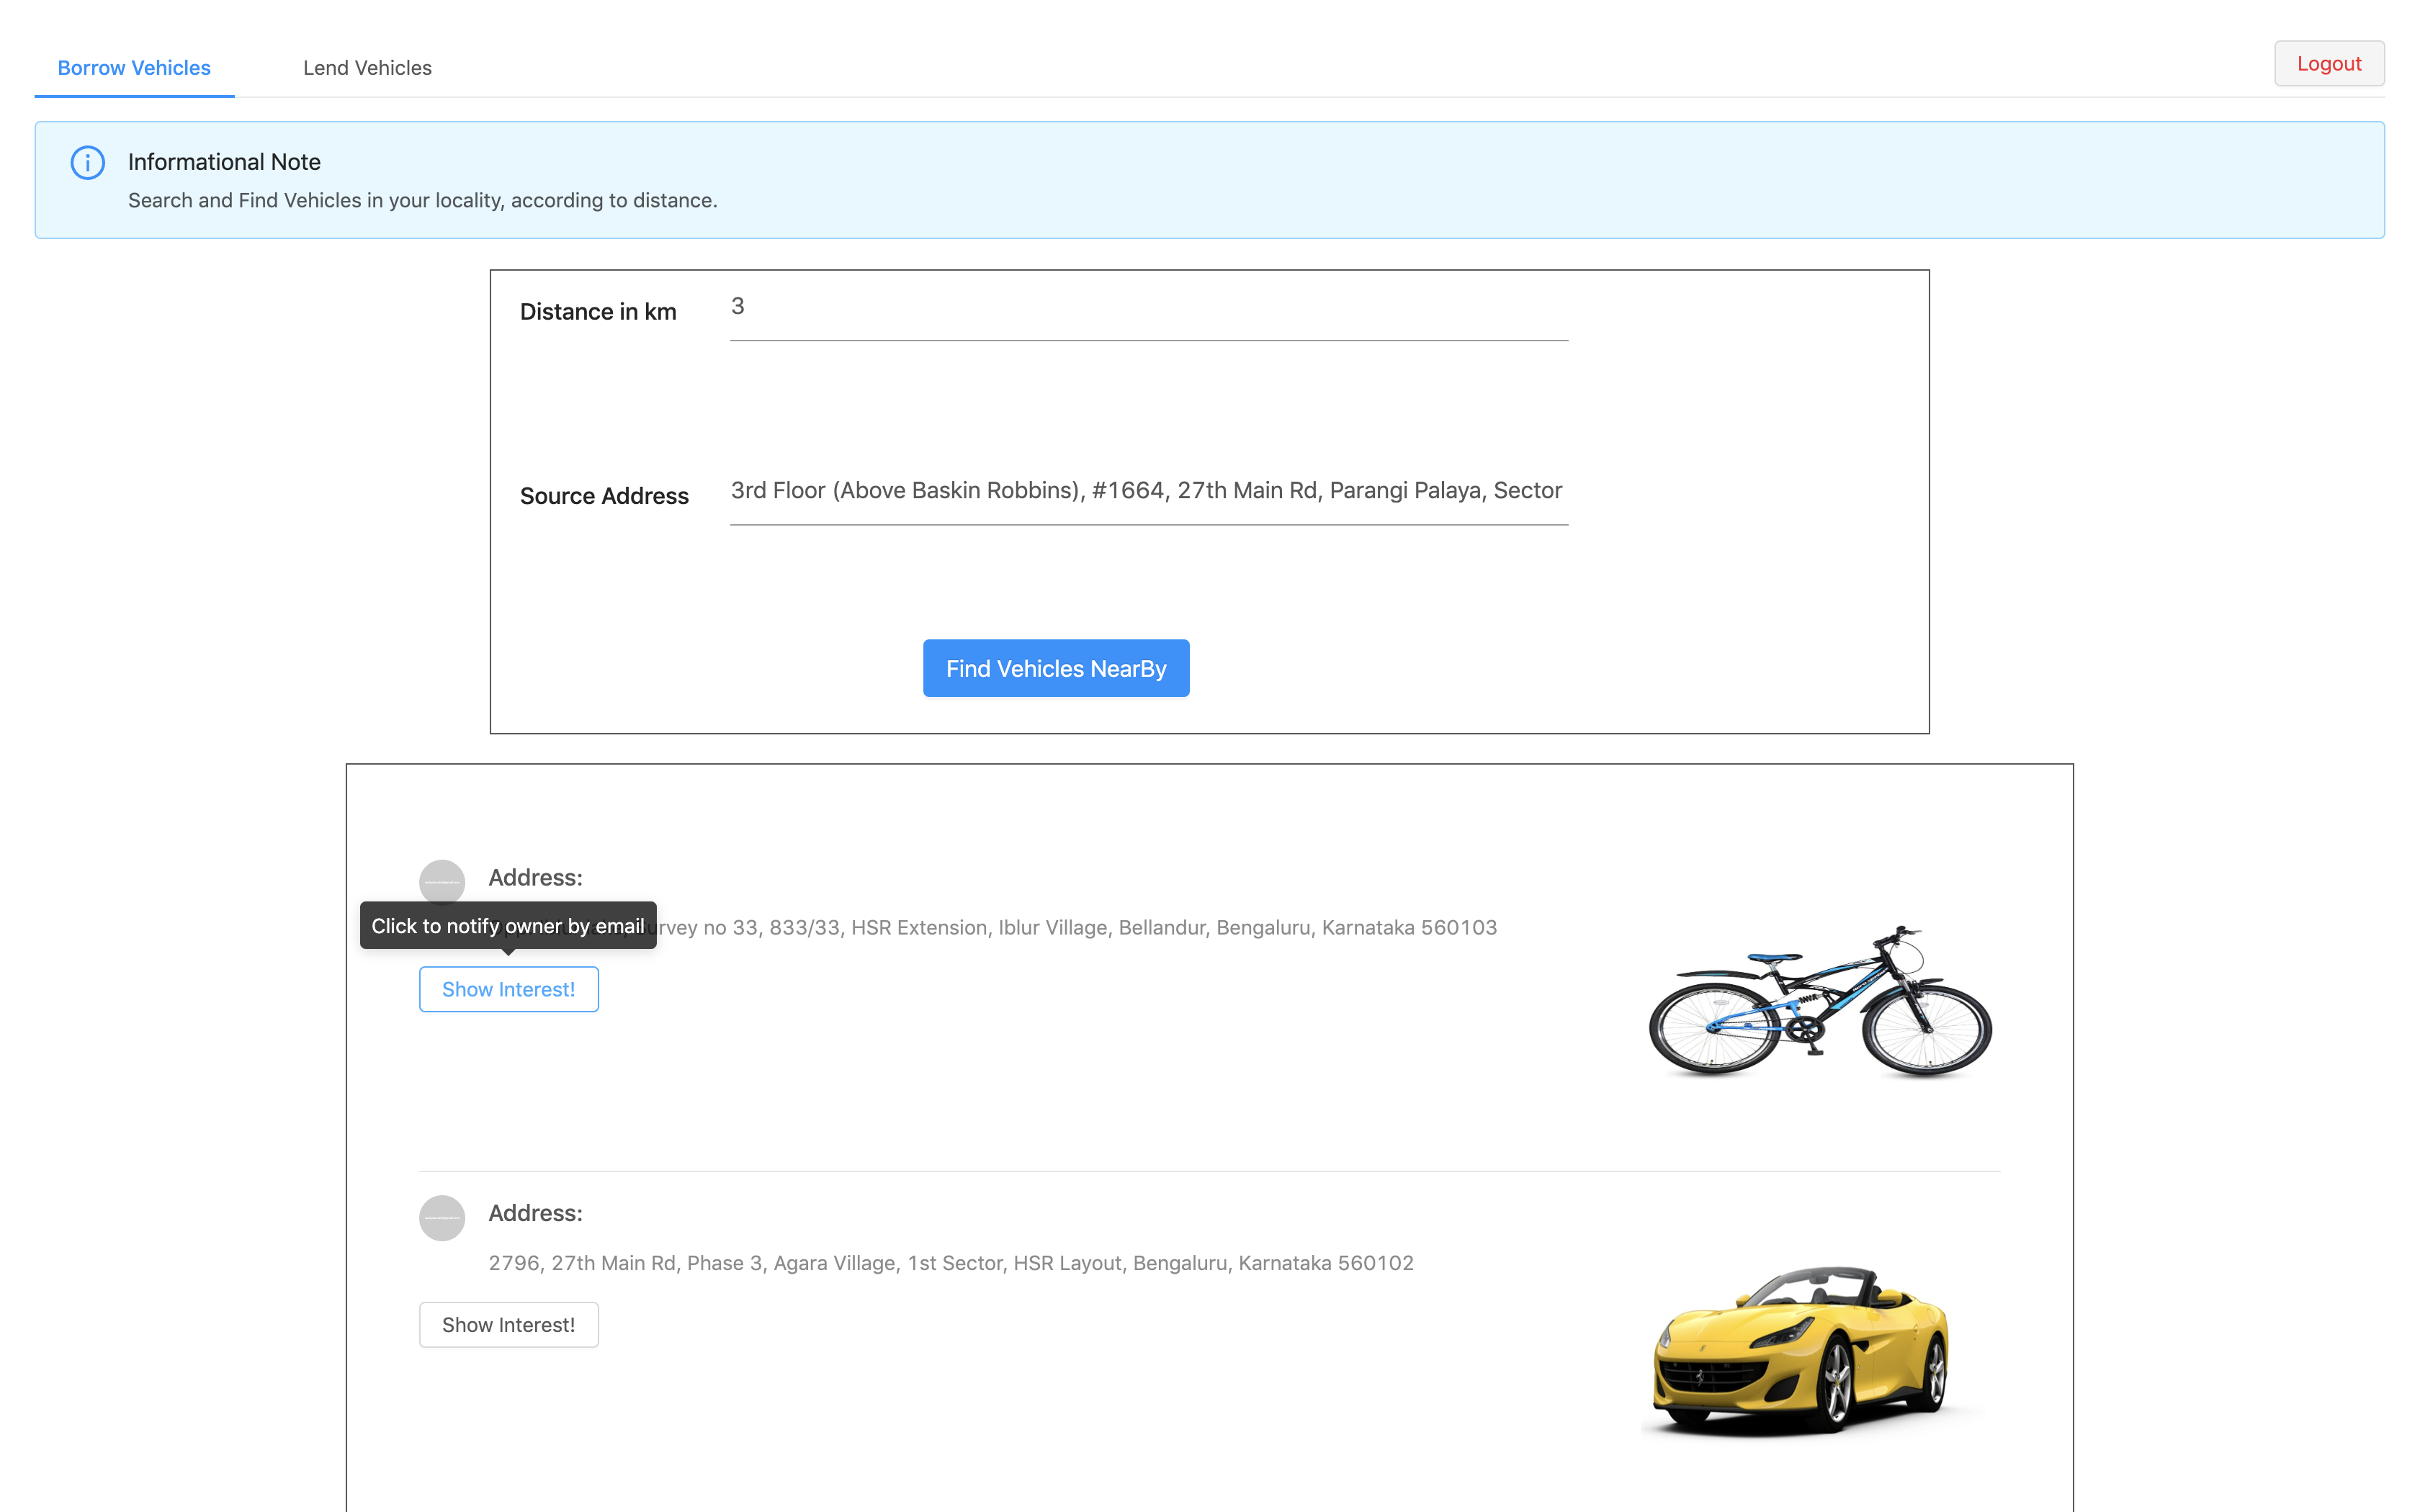 Borrow Vehicles
Lend Vehicles
Logout
Informational Note
Search and Find Vehicles in your locality, according to distance.
Distance in km
3
Source Address
3rd Floor (Above Baskin Robbins), #1664, 27th Main Rd, Parangi Palaya, Sector
Find Vehicles NearBy
Address:
Click to notify owner by email
no 33, 833/33, HSR Extension, Iblur Village, Bellandur, Bengaluru, Karnataka 560103
Show Interest!
Address:
2796, 27th Main Rd, Phase 3, Agara Village, 1st Sector, HSR Layout, Bengaluru, Karnataka 560102
Show Interest!